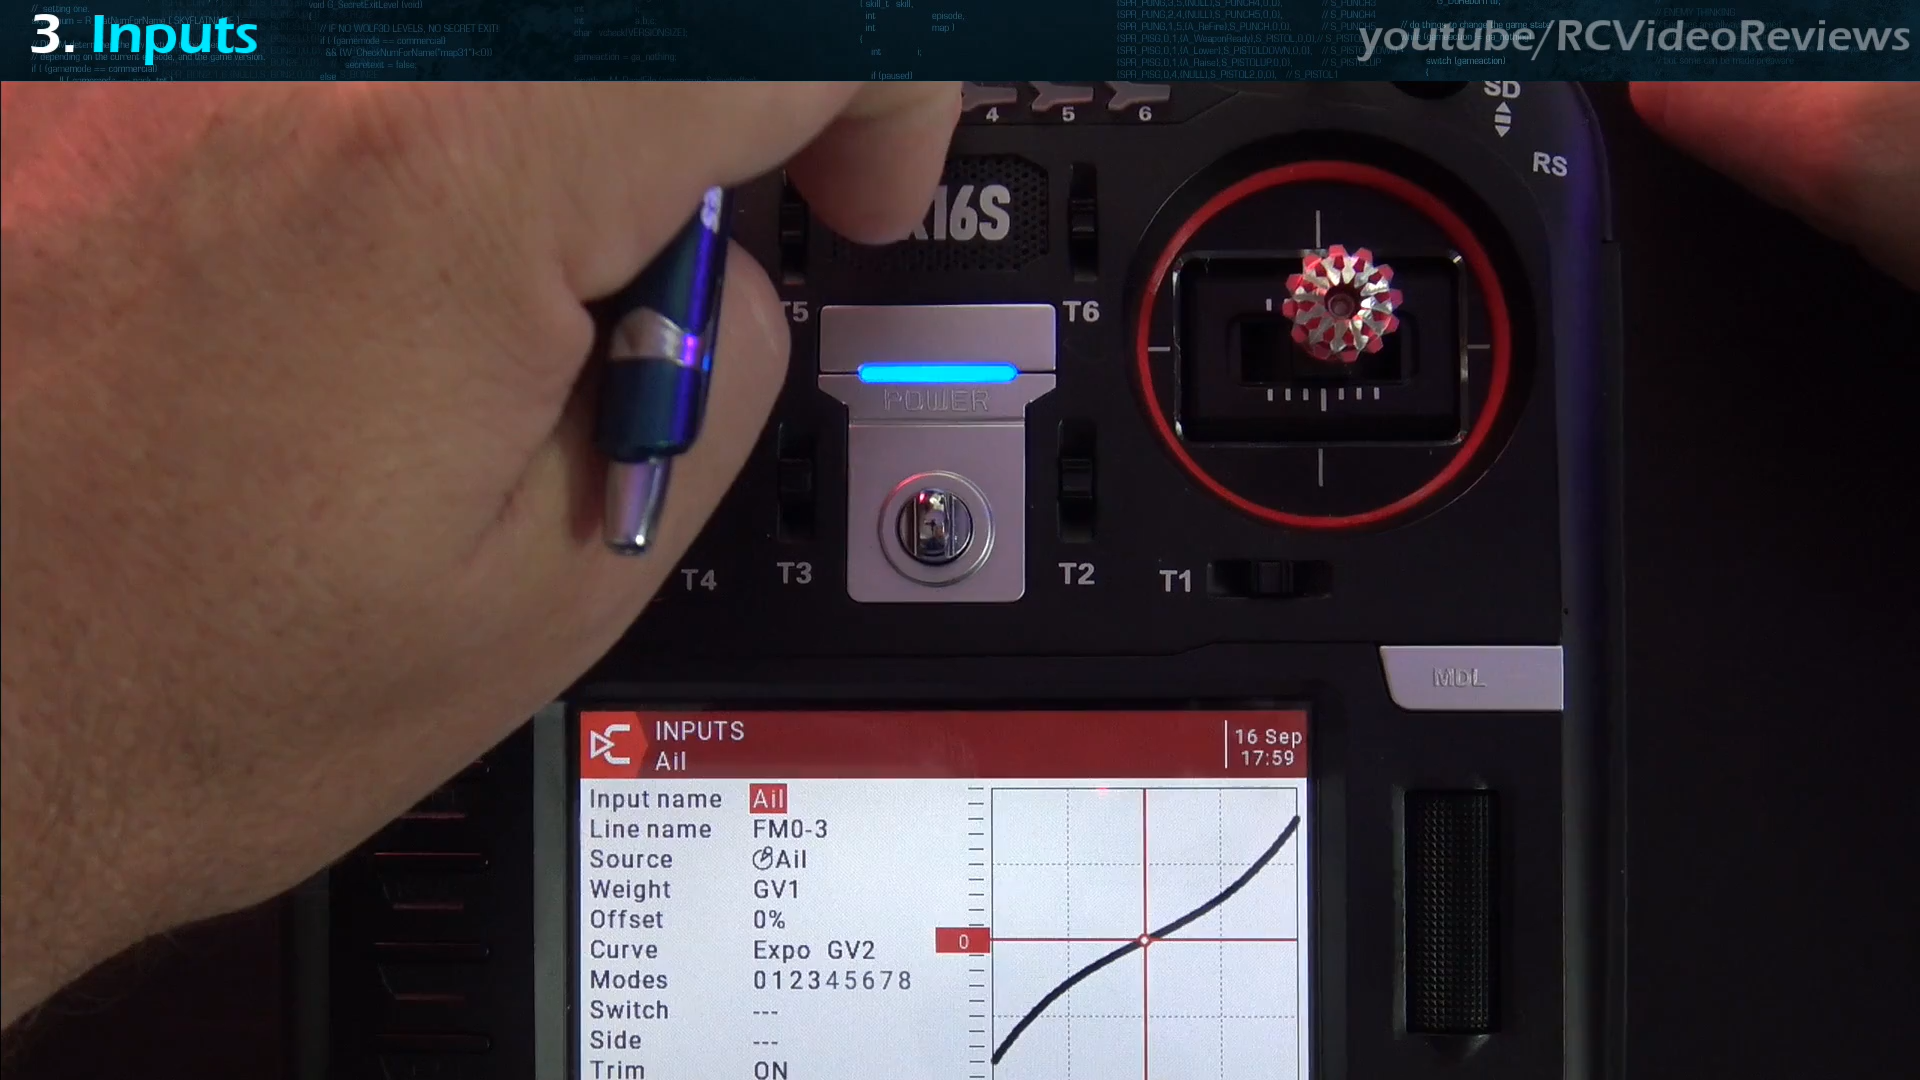 3. Inputs
youtube/RCVideoReviews
4 5 6
SD
RS
16S
T5
T6
POWER
T4 T3 T2 T1
MDL
INPUTS
Ail
16 Sep
17:59
Input name Ail
Line name FM0-3
Source Ail
Weight GV1
Offset 0%
Curve Expo GV2
Modes 012345678
Switch ---
Side ---
Trim ON
0